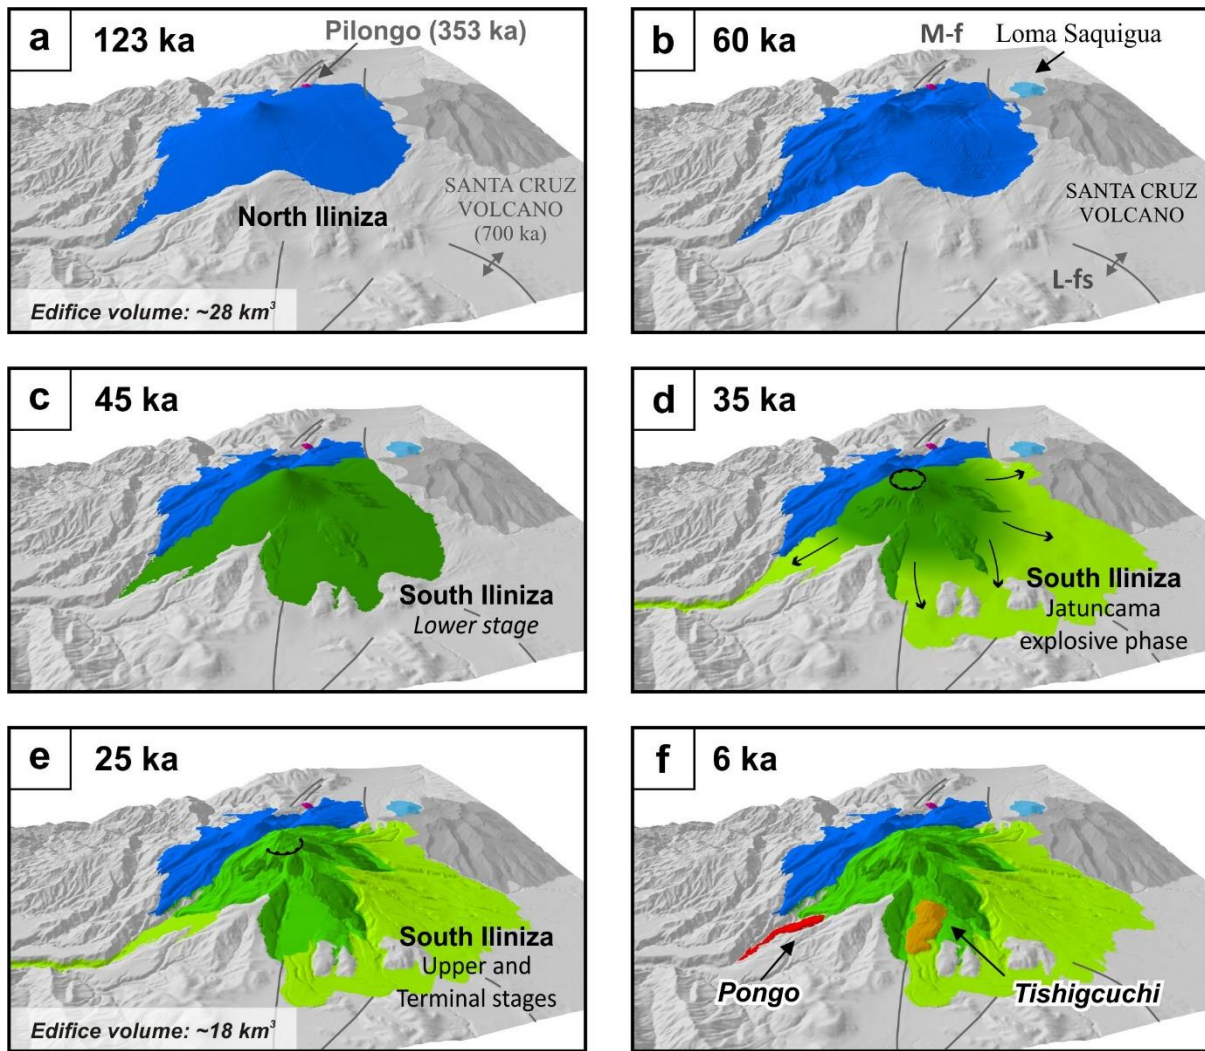 a 123 ka
Pilongo (353 ka)
SANTA CRUZ
VOLCANO
(700 ka)
North Iliniza
Edifice volume: ~28 km³
b 60 ka
M-f
Loma Saquigua
SANTA CRUZ
VOLCANO
L-fs
c 45 ka
South Iliniza
Lower stage
d 35 ka
South Iliniza
Jatuncama
explosive phase
e 25 ka
South Iliniza
Upper and
Terminal stages
Edifice volume: ~18 km³
f 6 ka
Pongo
Tishigcuchi